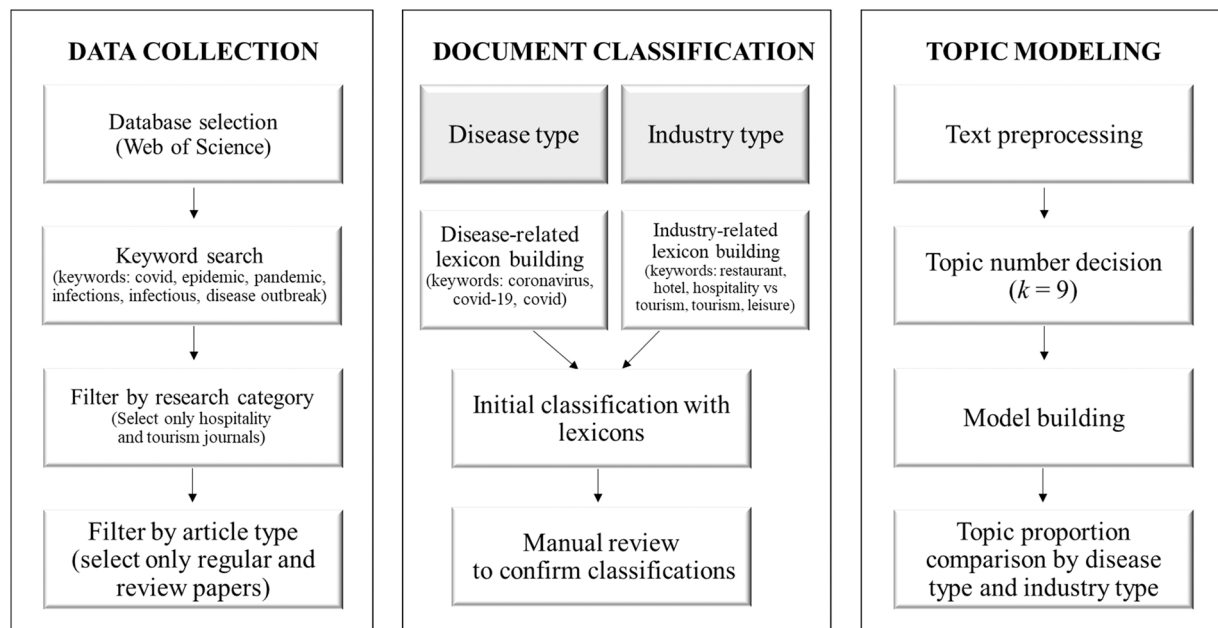 DATA COLLECTION
Database selection
(Web of Science)
Keyword search
(keywords: covid, epidemic, pandemic,
infections, infectious, disease outbreak)
Filter by research category
(Select only hospitality
and tourism journals)
Filter by article type
(select only regular and
review papers)
DOCUMENT CLASSIFICATION
Disease type
Industry type
Disease-related
lexicon building
(keywords: coronavirus,
covid-19, covid)
Industry-related
lexicon building
(keywords: restaurant,
hotel, hospitality vs
tourism, tourism, leisure)
Initial classification with
lexicons
Manual review
to confirm classifications
TOPIC MODELING
Text preprocessing
Topic number decision
(k = 9)
Model building
Topic proportion
comparison by disease
type and industry type